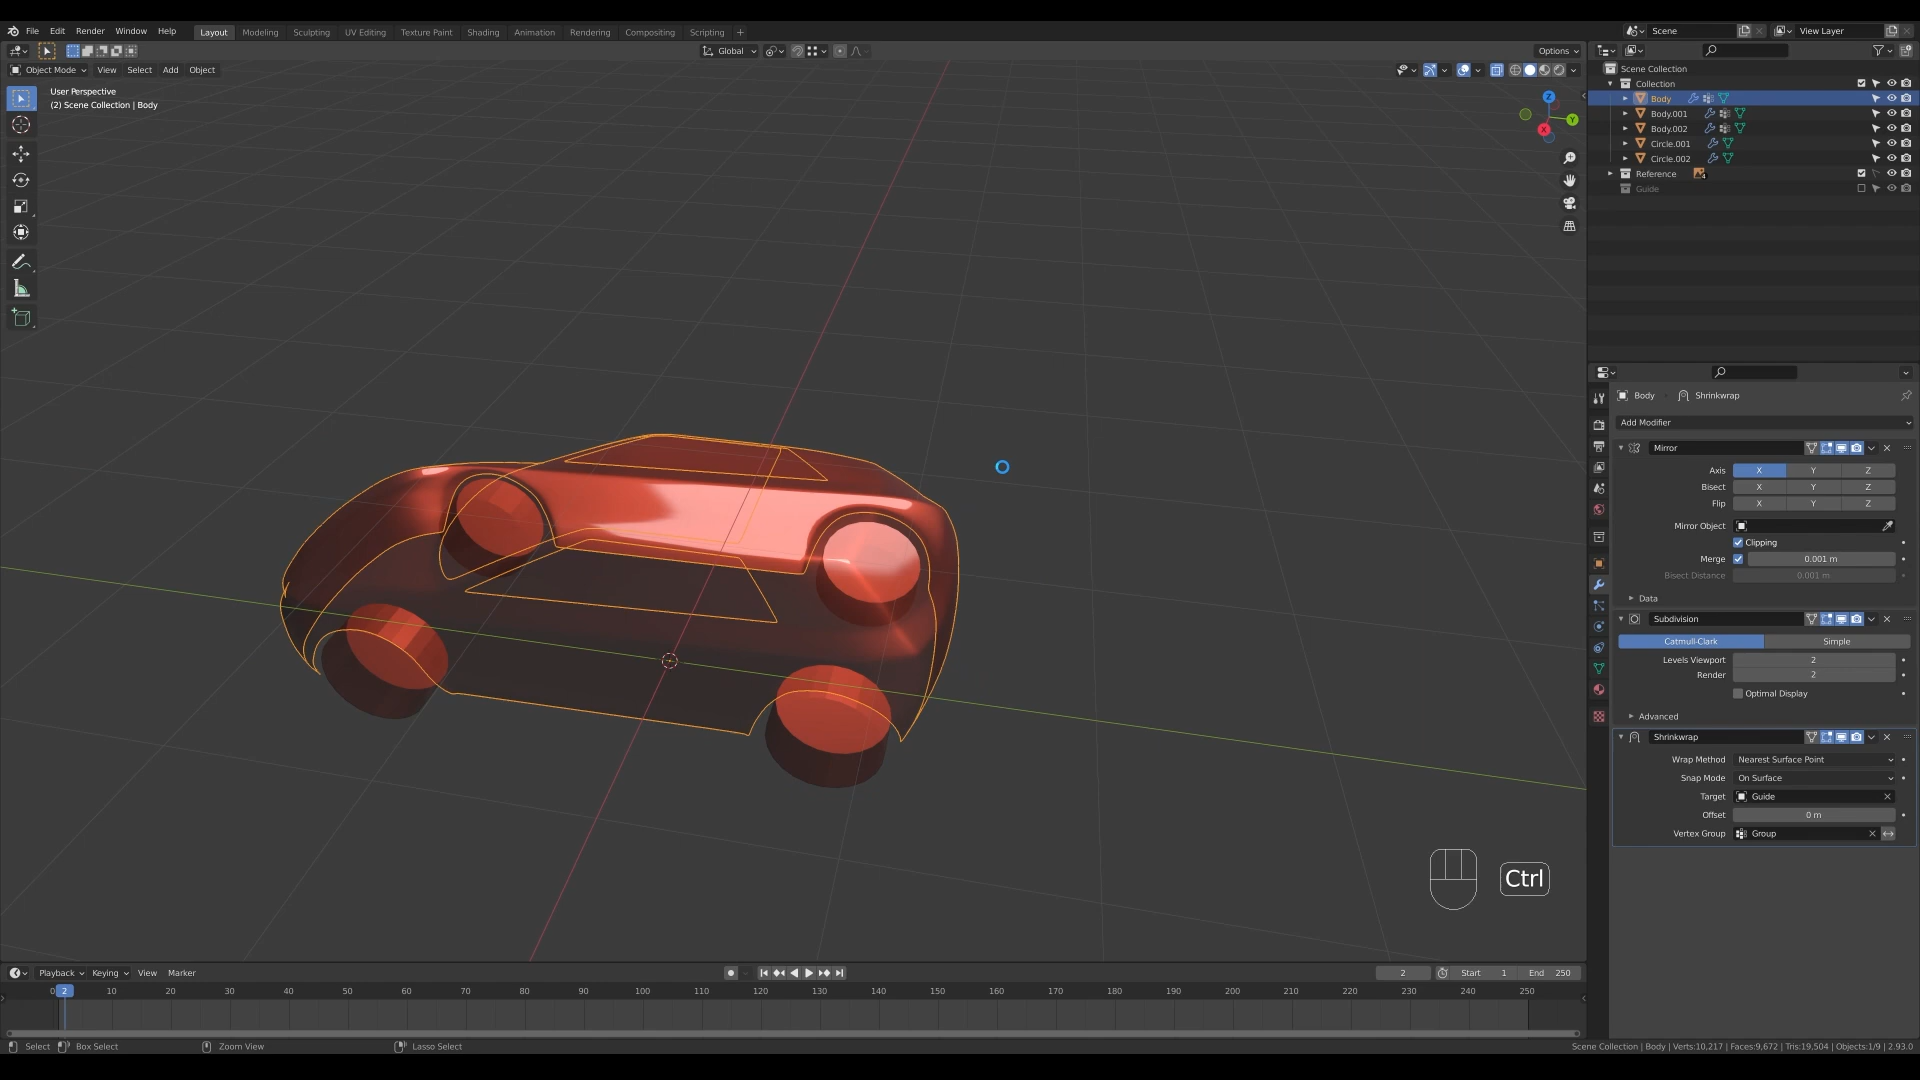 File Edit Render Window Help
Layout Modeling Sculpting UV Editing Texture Paint Shading Animation Rendering Compositing Scripting +
Scene
View Layer
Global
Options
Object Mode View Select Add Object
User Perspective
(2) Scene Collection | Body
Z
Y
X
Scene Collection
Collection
Body
Body.001
Body.002
Circle.001
Circle.002
Reference
4
Guide
Body Shrinkwrap
Add Modifier
Mirror
Axis X Y Z
Bisect X Y Z
Flip X Y Z
Mirror Object
Clipping
Merge 0.001 m
Bisect Distance 0.001 m
Data
Subdivision
Catmull-Clark Simple
Levels Viewport 2
Render 2
Optimal Display
Advanced
Shrinkwrap
Wrap Method Nearest Surface Point
Snap Mode On Surface
Target Guide
Offset 0 m
Vertex Group Group
Ctrl
Playback Keying View Marker
2 Start 1 End 250
0 2 10 20 30 40 50 60 70 80 90 100 110 120 130 140 150 160 170 180 190 200 210 220 230 240 250
Select Box Select Zoom View Lasso Select
Scene Collection | Body | Verts:10,217 | Faces:9,672 | Tris:19,504 | Objects:1/9 | 2.93.0